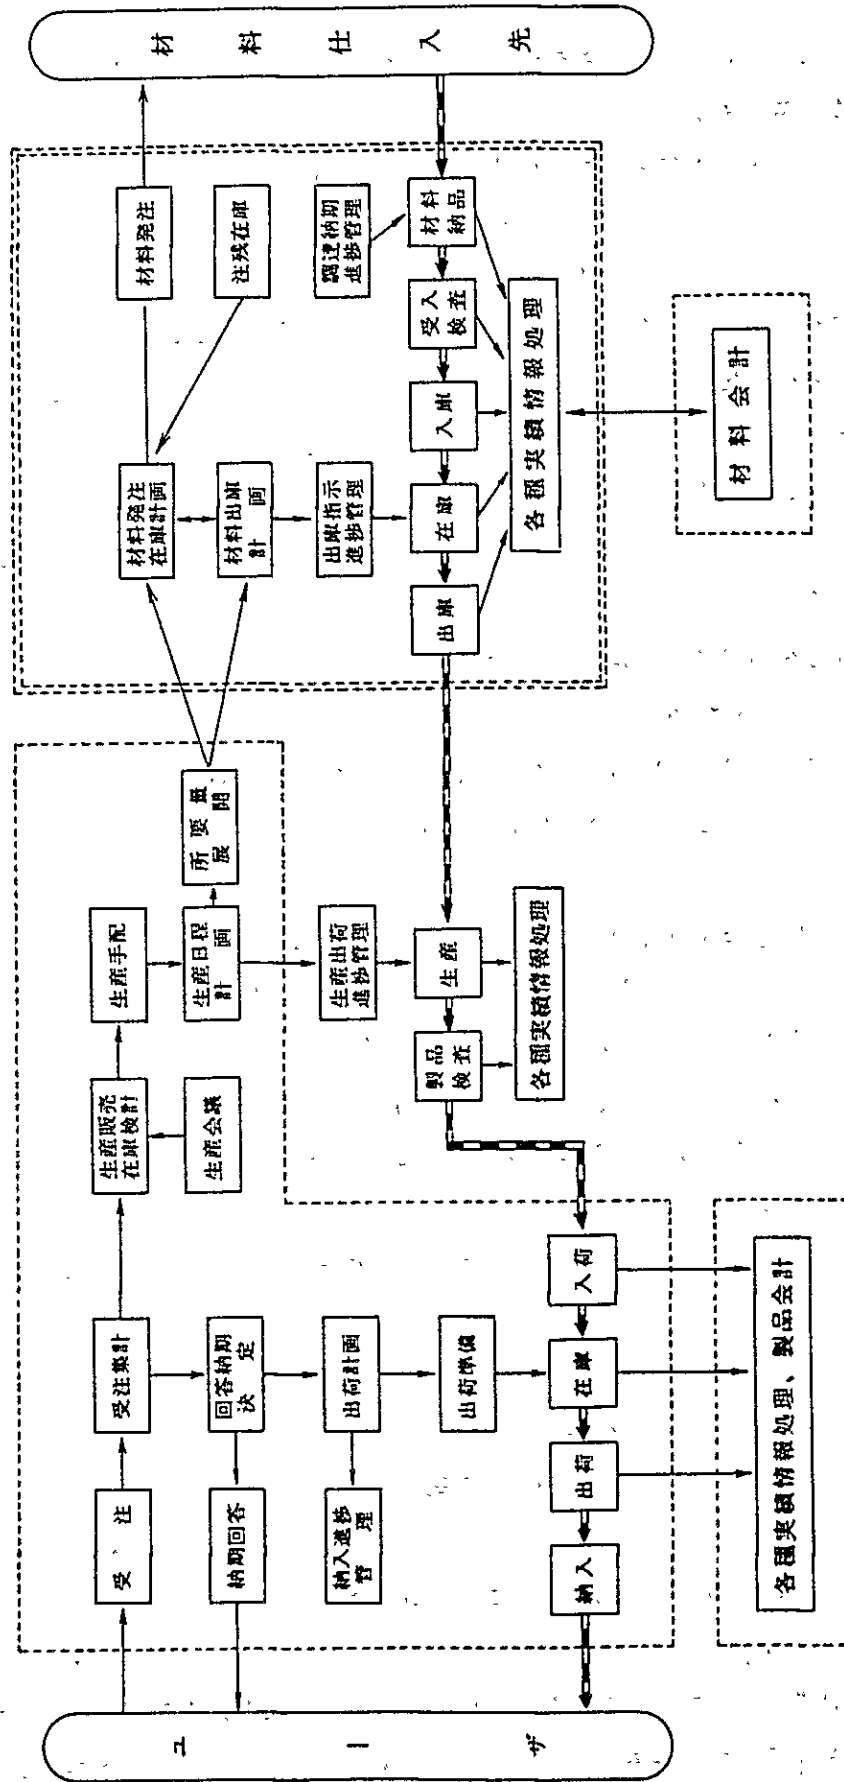 ユーザ
受注
納期回答
納入進捗
管理
納入
受注集計
回答納期
決定
出荷計画
出荷準備
出荷
在庫
入荷
各種実績情報処理、製品会計
生産販売
在庫検討
生産会議
生産手配
生産日程
計画
所要量
展開
生産出荷
進捗管理
製品
検査
生産
各種実績情報処理
材料発注
在庫計画
材料出庫
計画
出庫指示
進捗管理
出庫
在庫
入庫
受入
検査
材料
納品
各種実績情報処理
材料発注
注残在庫
調達納期
進捗管理
材料会計
材料仕入先